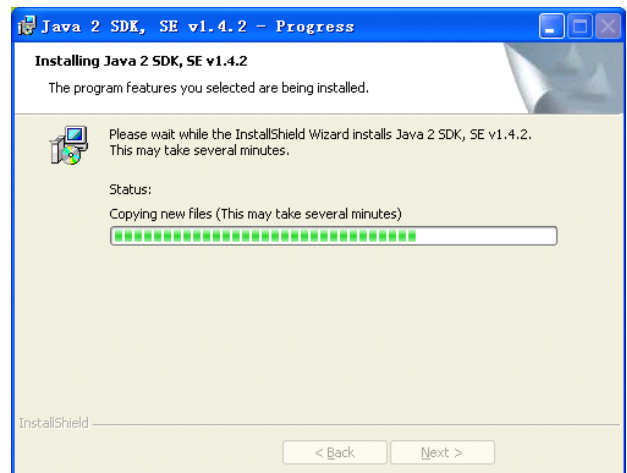 Java 2 SDK, SE v1.4.2 - Progress
Installing Java 2 SDK, SE v1.4.2
The program features you selected are being installed.
Please wait while the InstallShield Wizard installs Java 2 SDK, SE v1.4.2.
This may take several minutes.
Status:
Copying new files (This may take several minutes)
InstallShield
< Back
Next >